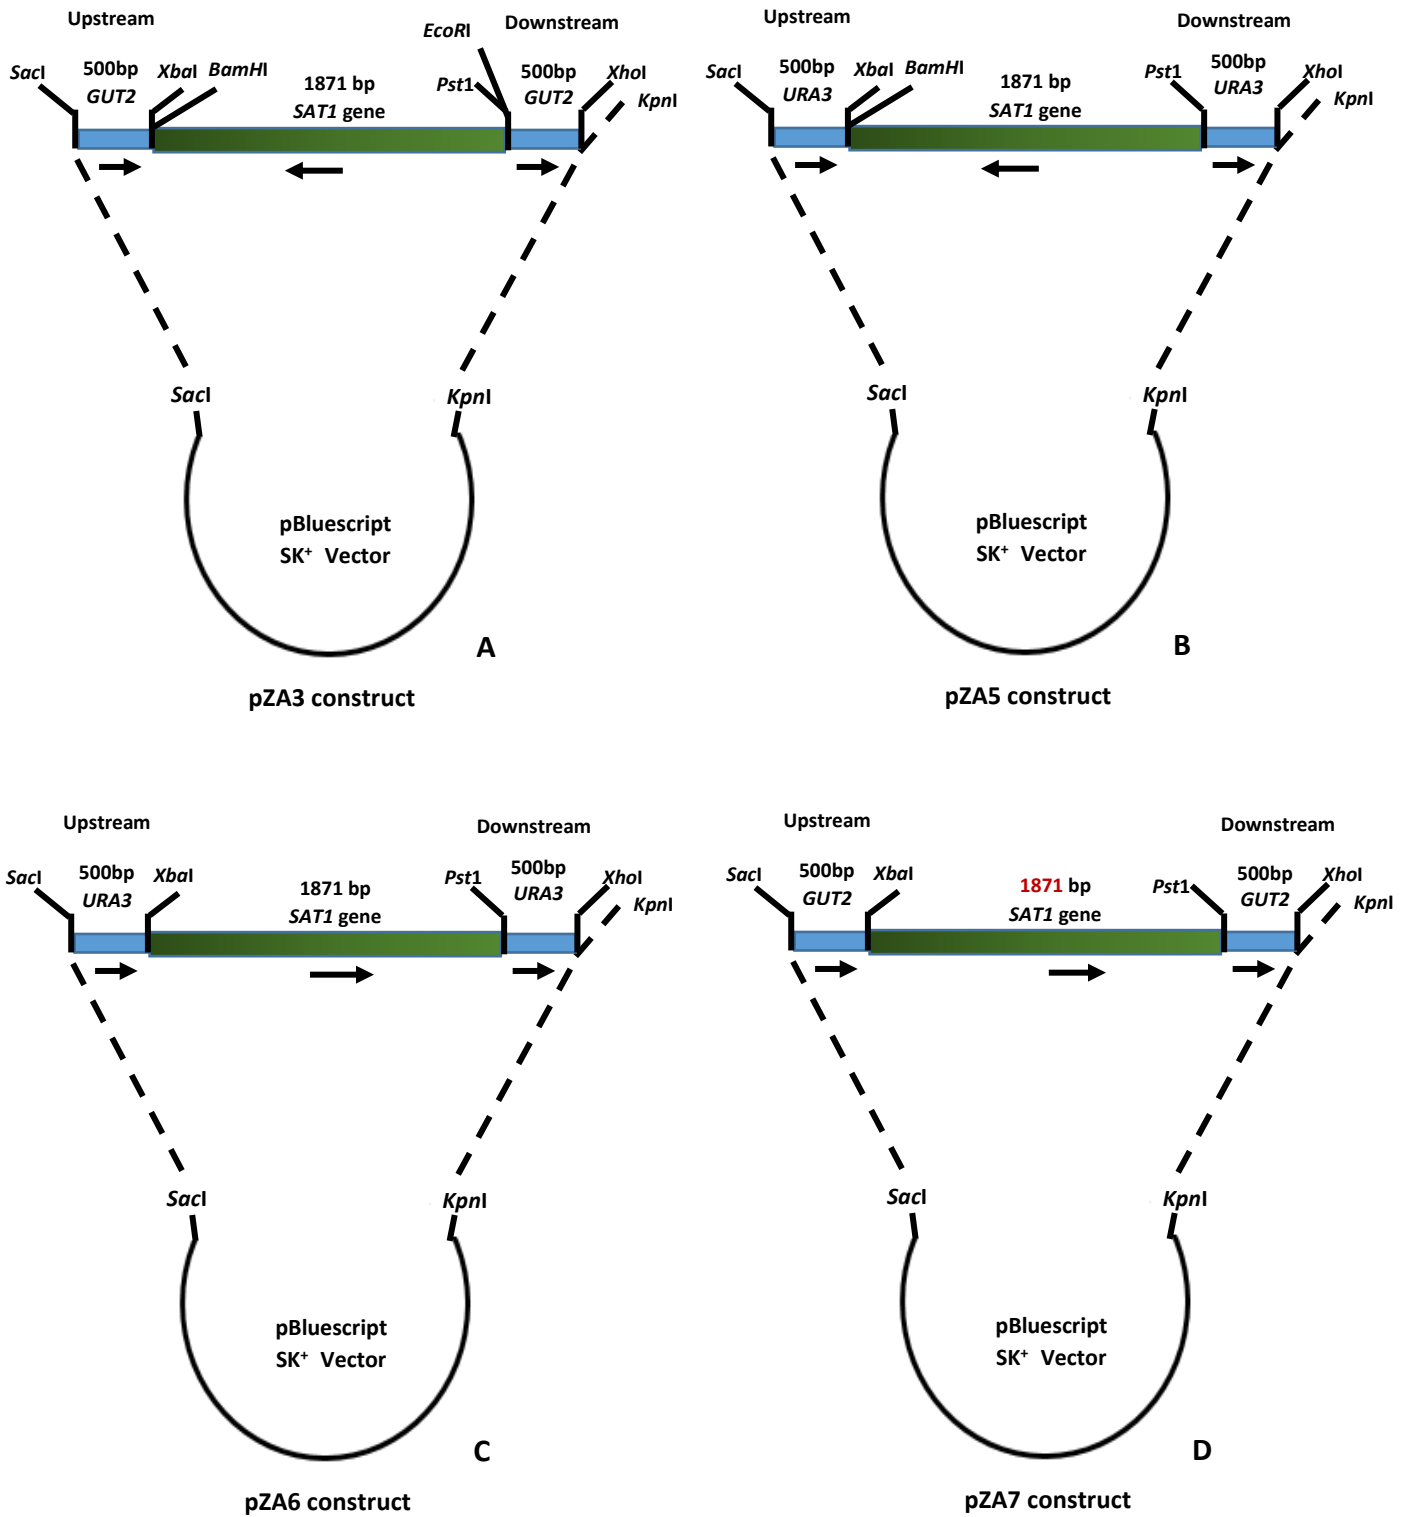 Upstream
Downstream
EcoRI
SacI
500bp
GUT2
XbaI
BamHI
1871 bp
SAT1 gene
Pst1
500bp
GUT2
XhoI
KpnI
SacI
KpnI
pBluescript
SK+ Vector
A
pZA3 construct
Upstream
Downstream
SacI
500bp
URA3
XbaI
BamHI
1871 bp
SAT1 gene
Pst1
500bp
URA3
XhoI
KpnI
SacI
KpnI
pBluescript
SK+ Vector
B
pZA5 construct
Upstream
Downstream
SacI
500bp
URA3
XbaI
1871 bp
SAT1 gene
Pst1
500bp
URA3
XhoI
KpnI
SacI
KpnI
pBluescript
SK+ Vector
C
pZA6 construct
Upstream
Downstream
SacI
500bp
GUT2
XbaI
1871 bp
SAT1 gene
Pst1
500bp
GUT2
XhoI
KpnI
SacI
KpnI
pBluescript
SK+ Vector
D
pZA7 construct